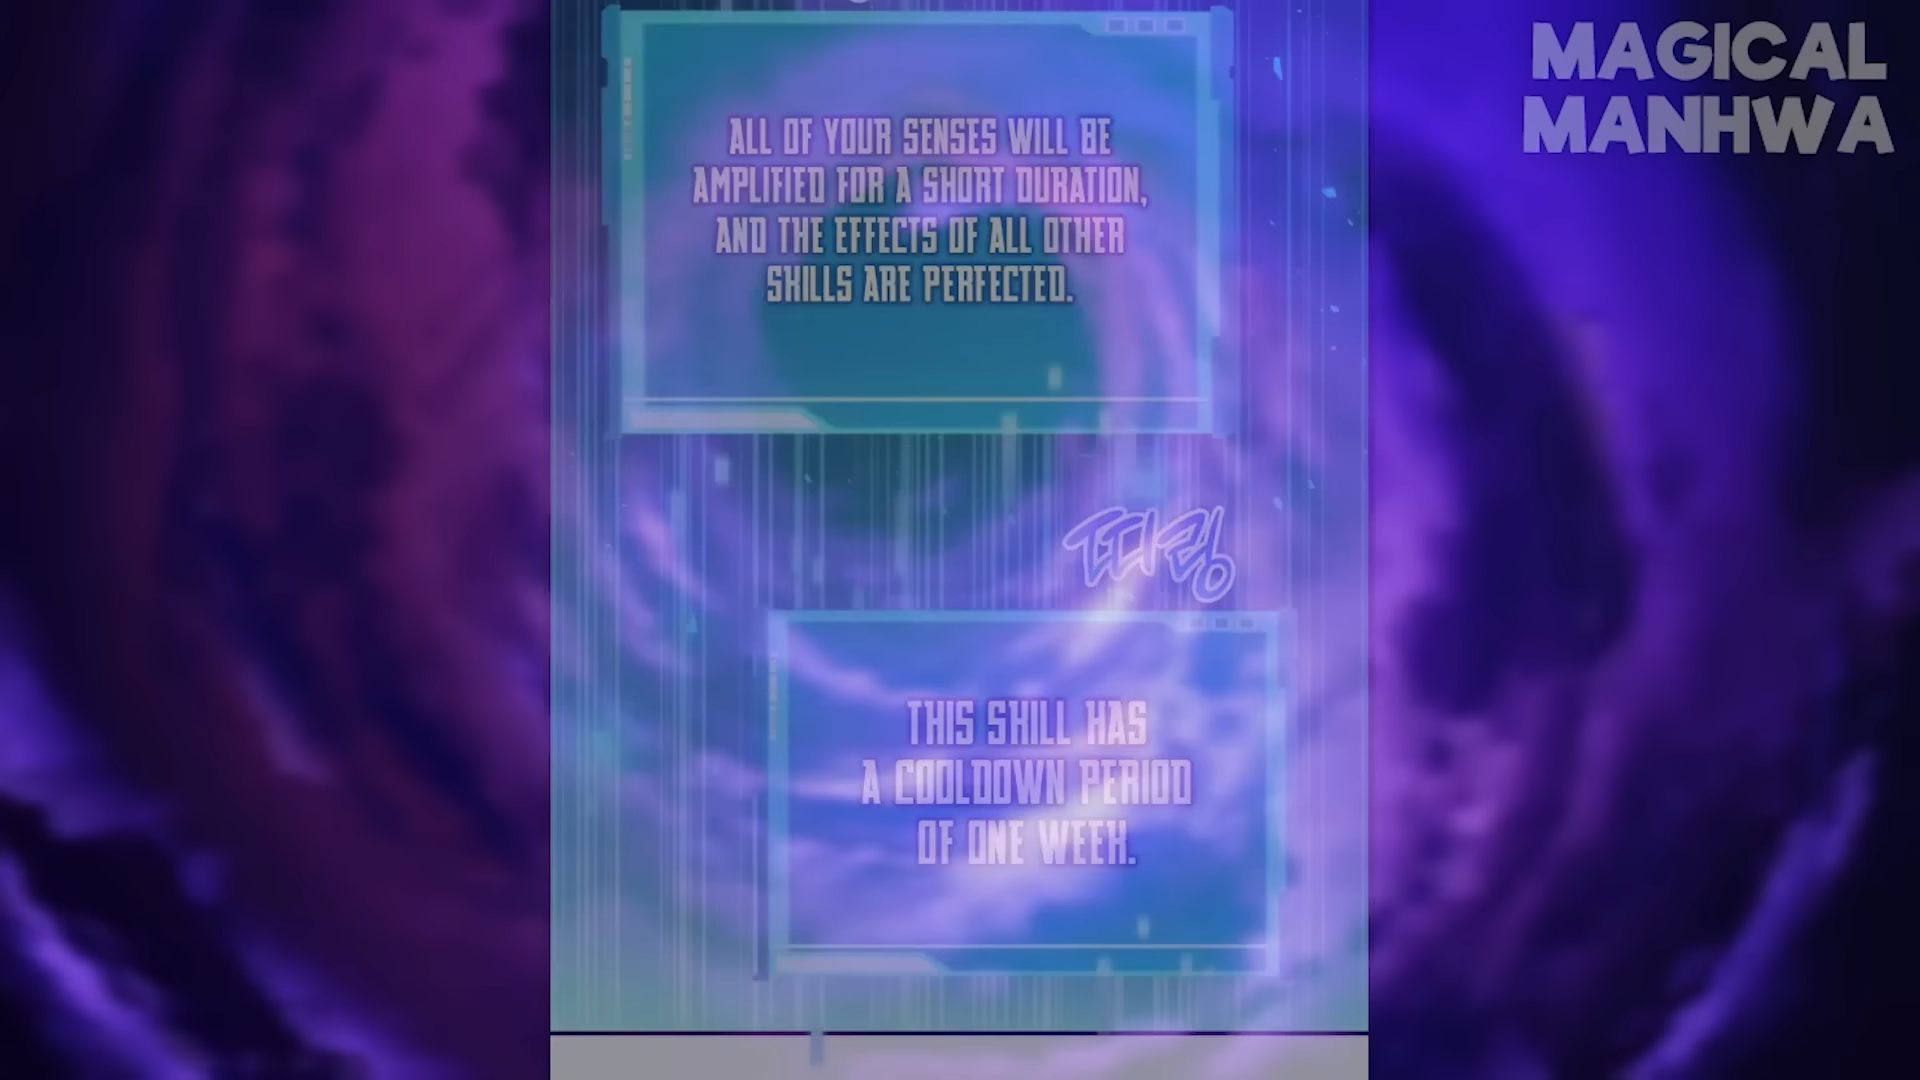 MAGICAL
MANHWA
ALL OF YOUR SENSES WILL BE
AMPLIFIED FOR A SHORT DURATION,
AND THE EFFECTS OF ALL OTHER
SKILLS ARE PERFECTED.
띠링
THIS SKILL HAS
A COOLDOWN PERIOD
OF ONE WEEK.